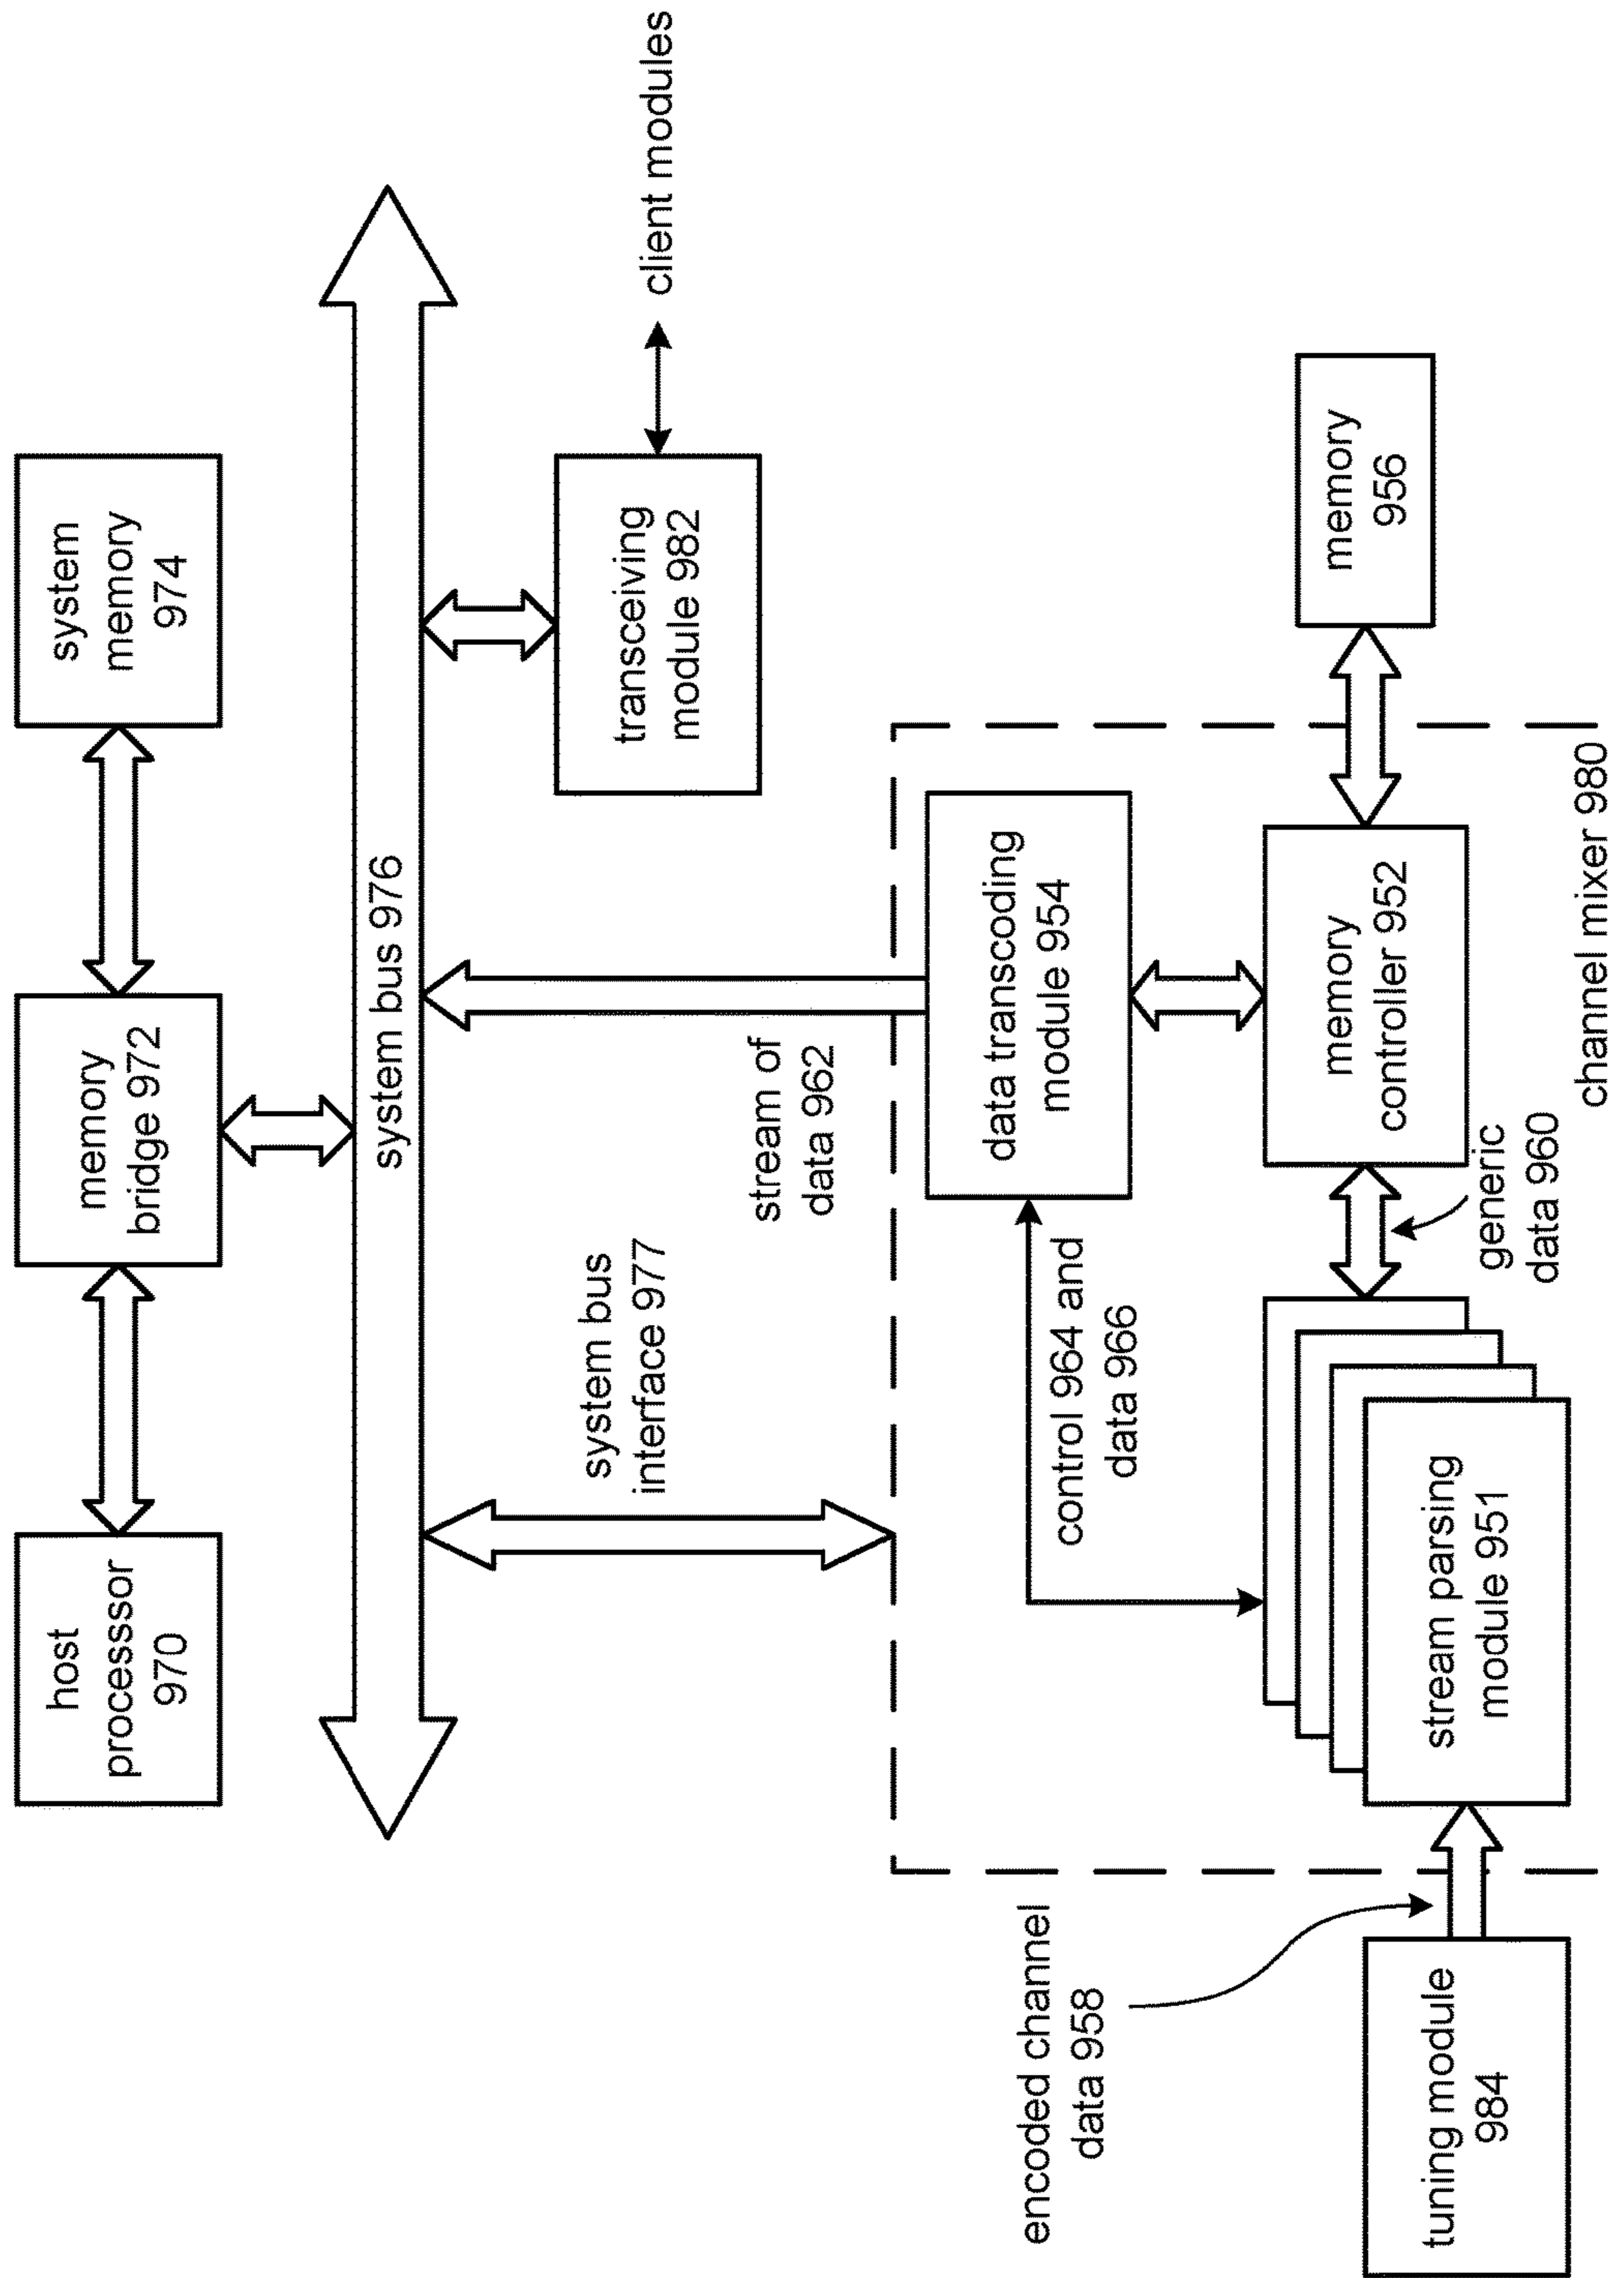 host
processor
970
memory
bridge 972
system
memory
974
system bus 976
system bus
interface 977
stream of
data 962
transceiving
module 982
client modules
encoded channel
data 958
control 964 and
data 966
data transcoding
module 954
tuning module
984
stream parsing
module 951
generic
data 960
memory
controller 952
memory
956
channel mixer 980